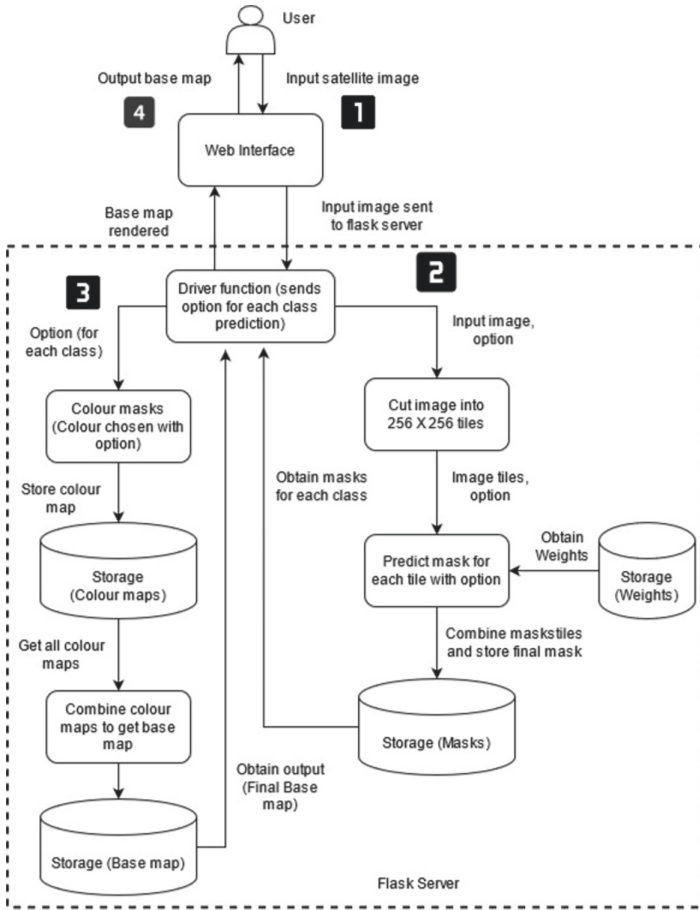 User
Output base map
Input satellite image
4
1
Web Interface
Base map
rendered
Input image sent
to flask server
3
2
Driver function (sends
option for each class
prediction)
Option (for
each class)
Input image,
option
Colour masks
(Colour chosen with
option)
Cut image into
256 X 256 tiles
Store colour
map
Obtain masks
for each class
Image tiles,
option
Storage
(Colour maps)
Predict mask for
each tile with option
Obtain
Weights
Storage
(Weights)
Get all colour
maps
Combine maskstiles
and store final mask
Combine colour
maps to get base
map
Storage (Masks)
Obtain output
(Final Base
map)
Storage (Base map)
Flask Server